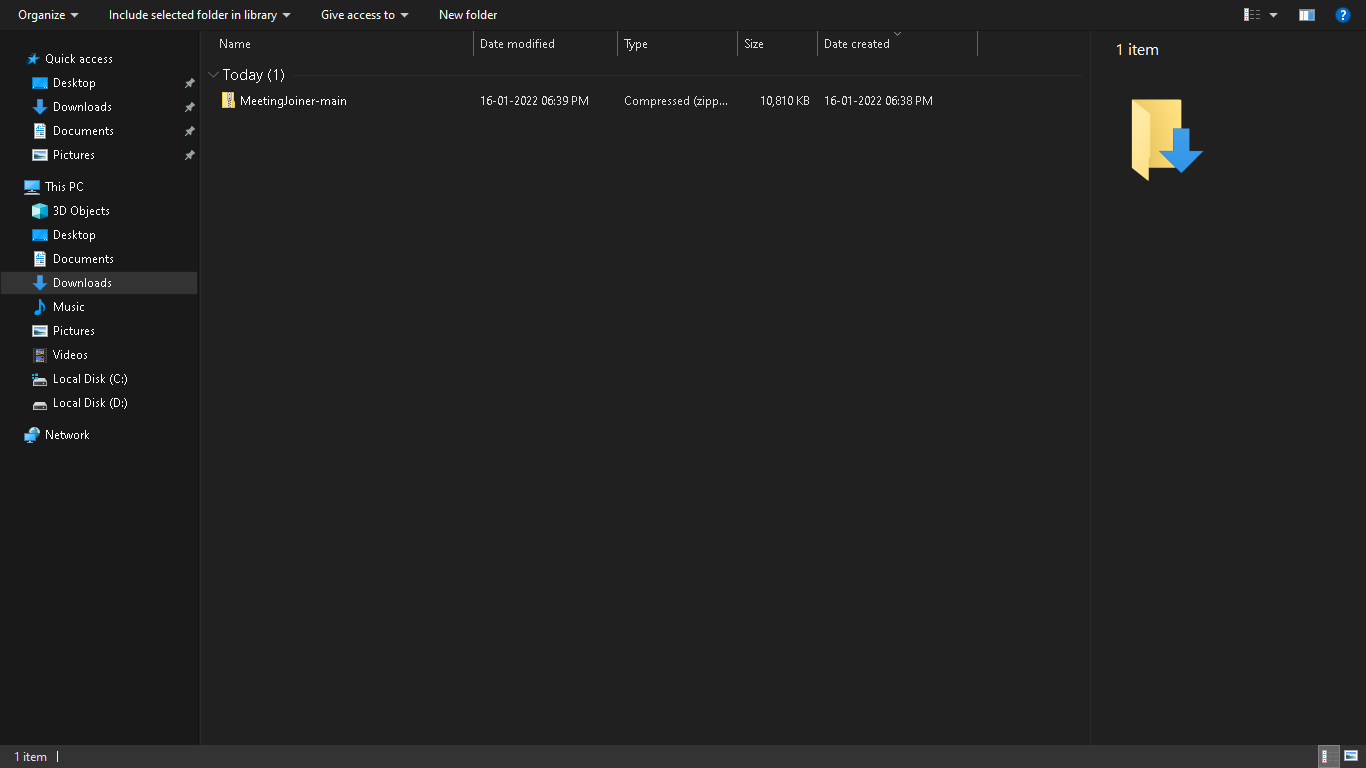 Organize Include selected folder in library Give access to New folder
Name Date modified Type Size Date created
1 item
Quick access
Desktop
Downloads
Documents
Pictures
This PC
3D Objects
Desktop
Documents
Downloads
Music
Pictures
Videos
Local Disk (C:)
Local Disk (D:)
Network
Today (1)
MeetingJoiner-main 16-01-2022 06:39 PM Compressed (zipp... 10,810 KB 16-01-2022 06:38 PM
1 item